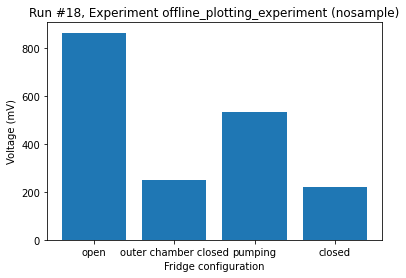 Run #18, Experiment offline_plotting_experiment (nosample)
Voltage (mV)
800
600
400
200
0
open outer chamber closed pumping closed
Fridge configuration